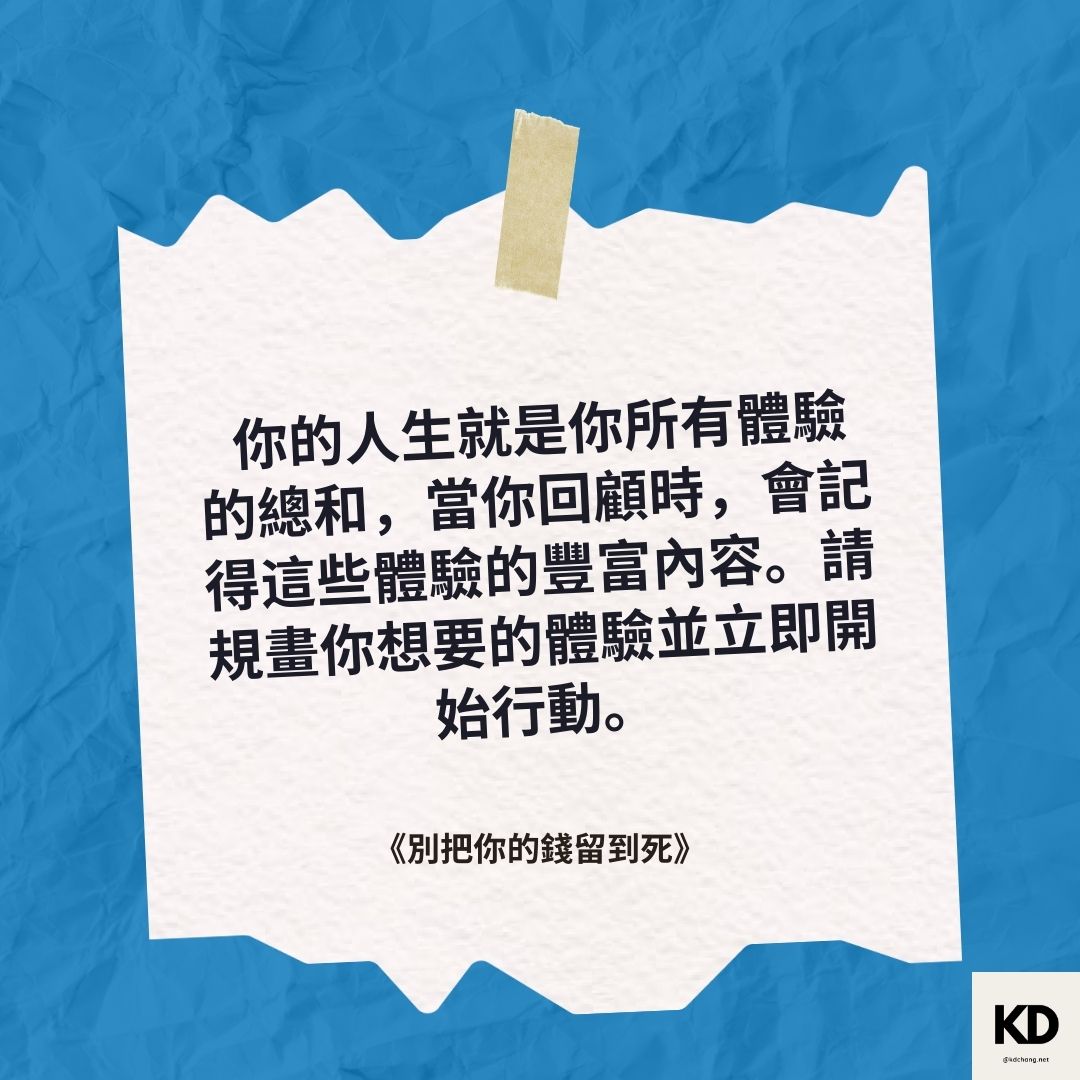 你的人生就是你所有體驗
的總和，當你回顧時，會記
得這些體驗的豐富內容。請
規畫你想要的體驗並立即開
始行動。
《別把你的錢留到死》
KD
@kdchang.net